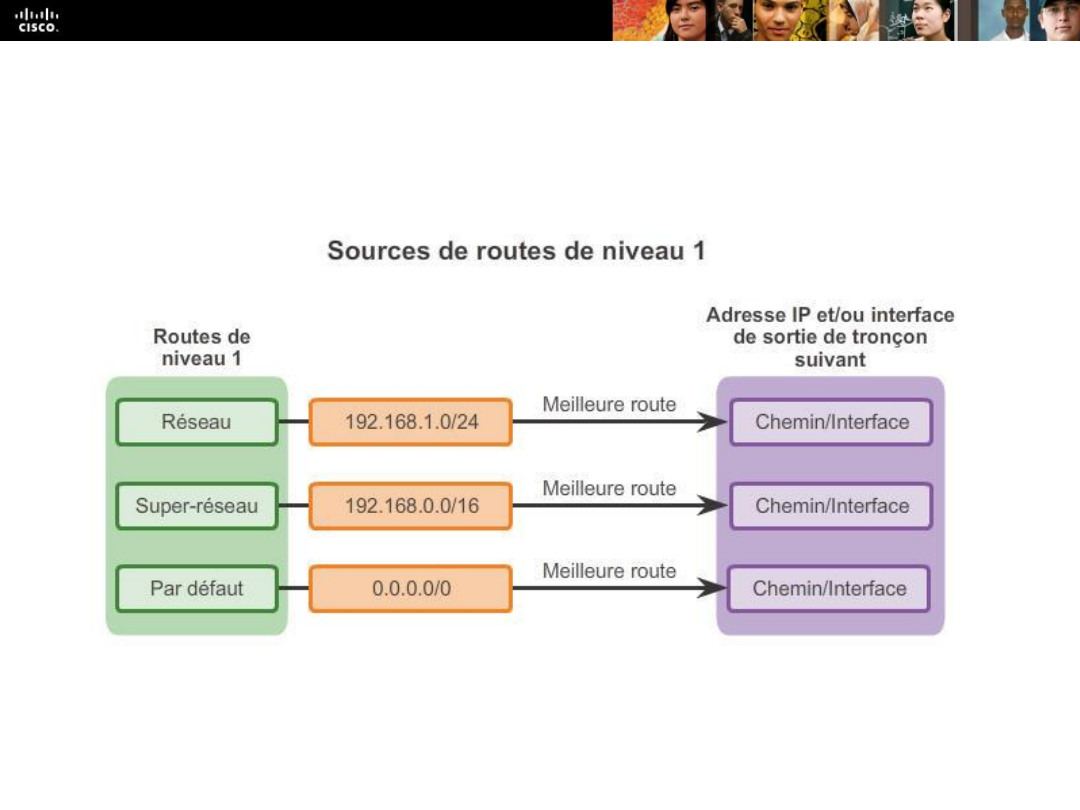 CISCO.
Sources de routes de niveau 1
Routes de
niveau 1
Adresse IP et/ou interface
de sortie de tronçon
suivant
Réseau
192.168.1.0/24
Meilleure route
Chemin/Interface
Super-réseau
192.168.0.0/16
Meilleure route
Chemin/Interface
Par défaut
0.0.0.0/0
Meilleure route
Chemin/Interface